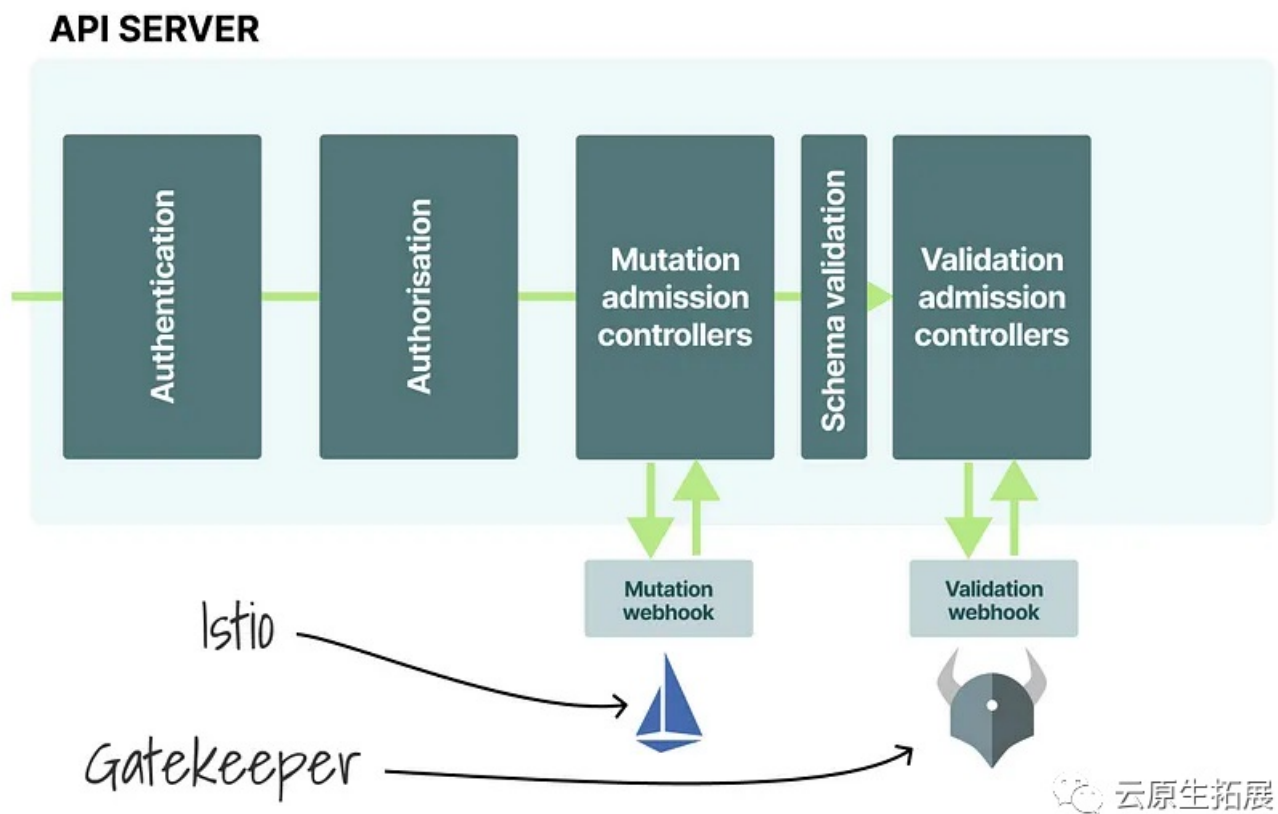 API SERVER
Authentication
Authorisation
Mutation
admission
controllers
Schema validation
Validation
admission
controllers
Mutation
webhook
Validation
webhook
Istio
Gatekeeper
云原生拓展